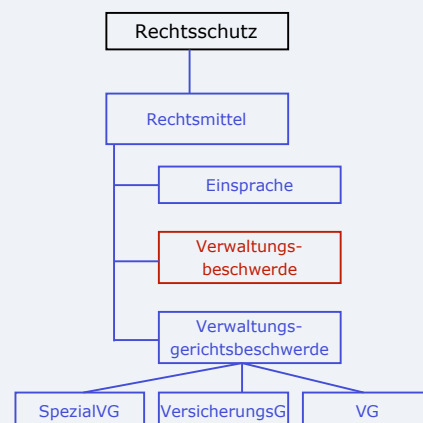 Rechtsschutz
Rechtsmittel
Einsprache
Verwaltungs-
beschwerde
Verwaltungs-
gerichtsbeschwerde
SpezialVG
VersicherungsG
VG